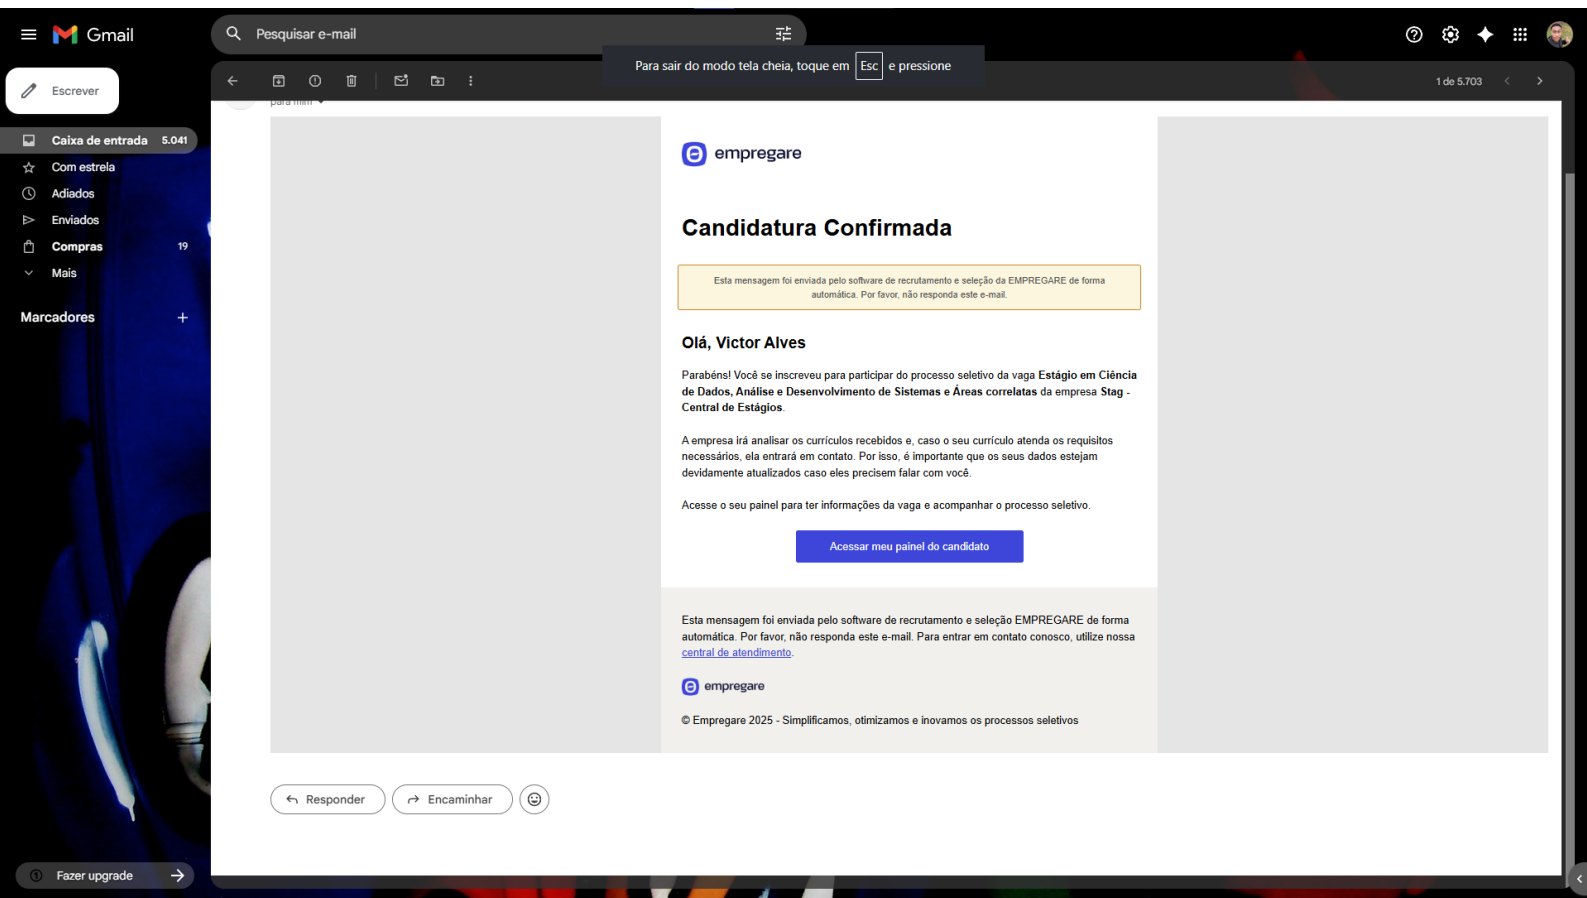 Gmail
Pesquisar e-mail
Para sair do modo tela cheia, toque em Esc e pressione
Escrever
1 de 5.703
para mim
Caixa de entrada 5.041
Com estrela
Adiados
Enviados
Compras 19
Mais
Marcadores
empregare
Candidatura Confirmada
Esta mensagem foi enviada pelo software de recrutamento e seleção da EMPREGARE de forma
automática. Por favor, não responda este e-mail.
Olá, Victor Alves
Parabéns! Você se inscreveu para participar do processo seletivo da vaga Estágio em Ciência
de Dados, Análise e Desenvolvimento de Sistemas e Áreas correlatas da empresa Stag -
Central de Estágios.
A empresa irá analisar os currículos recebidos e, caso o seu currículo atenda os requisitos
necessários, ela entrará em contato. Por isso, é importante que os seus dados estejam
devidamente atualizados caso eles precisem falar com você.
Acesse o seu painel para ter informações da vaga e acompanhar o processo seletivo.
Acessar meu painel do candidato
Esta mensagem foi enviada pelo software de recrutamento e seleção EMPREGARE de forma
automática. Por favor, não responda este e-mail. Para entrar em contato conosco, utilize nossa
central de atendimento.
empregare
© Empregare 2025 - Simplificamos, otimizamos e inovamos os processos seletivos
Responder
Encaminhar
Fazer upgrade